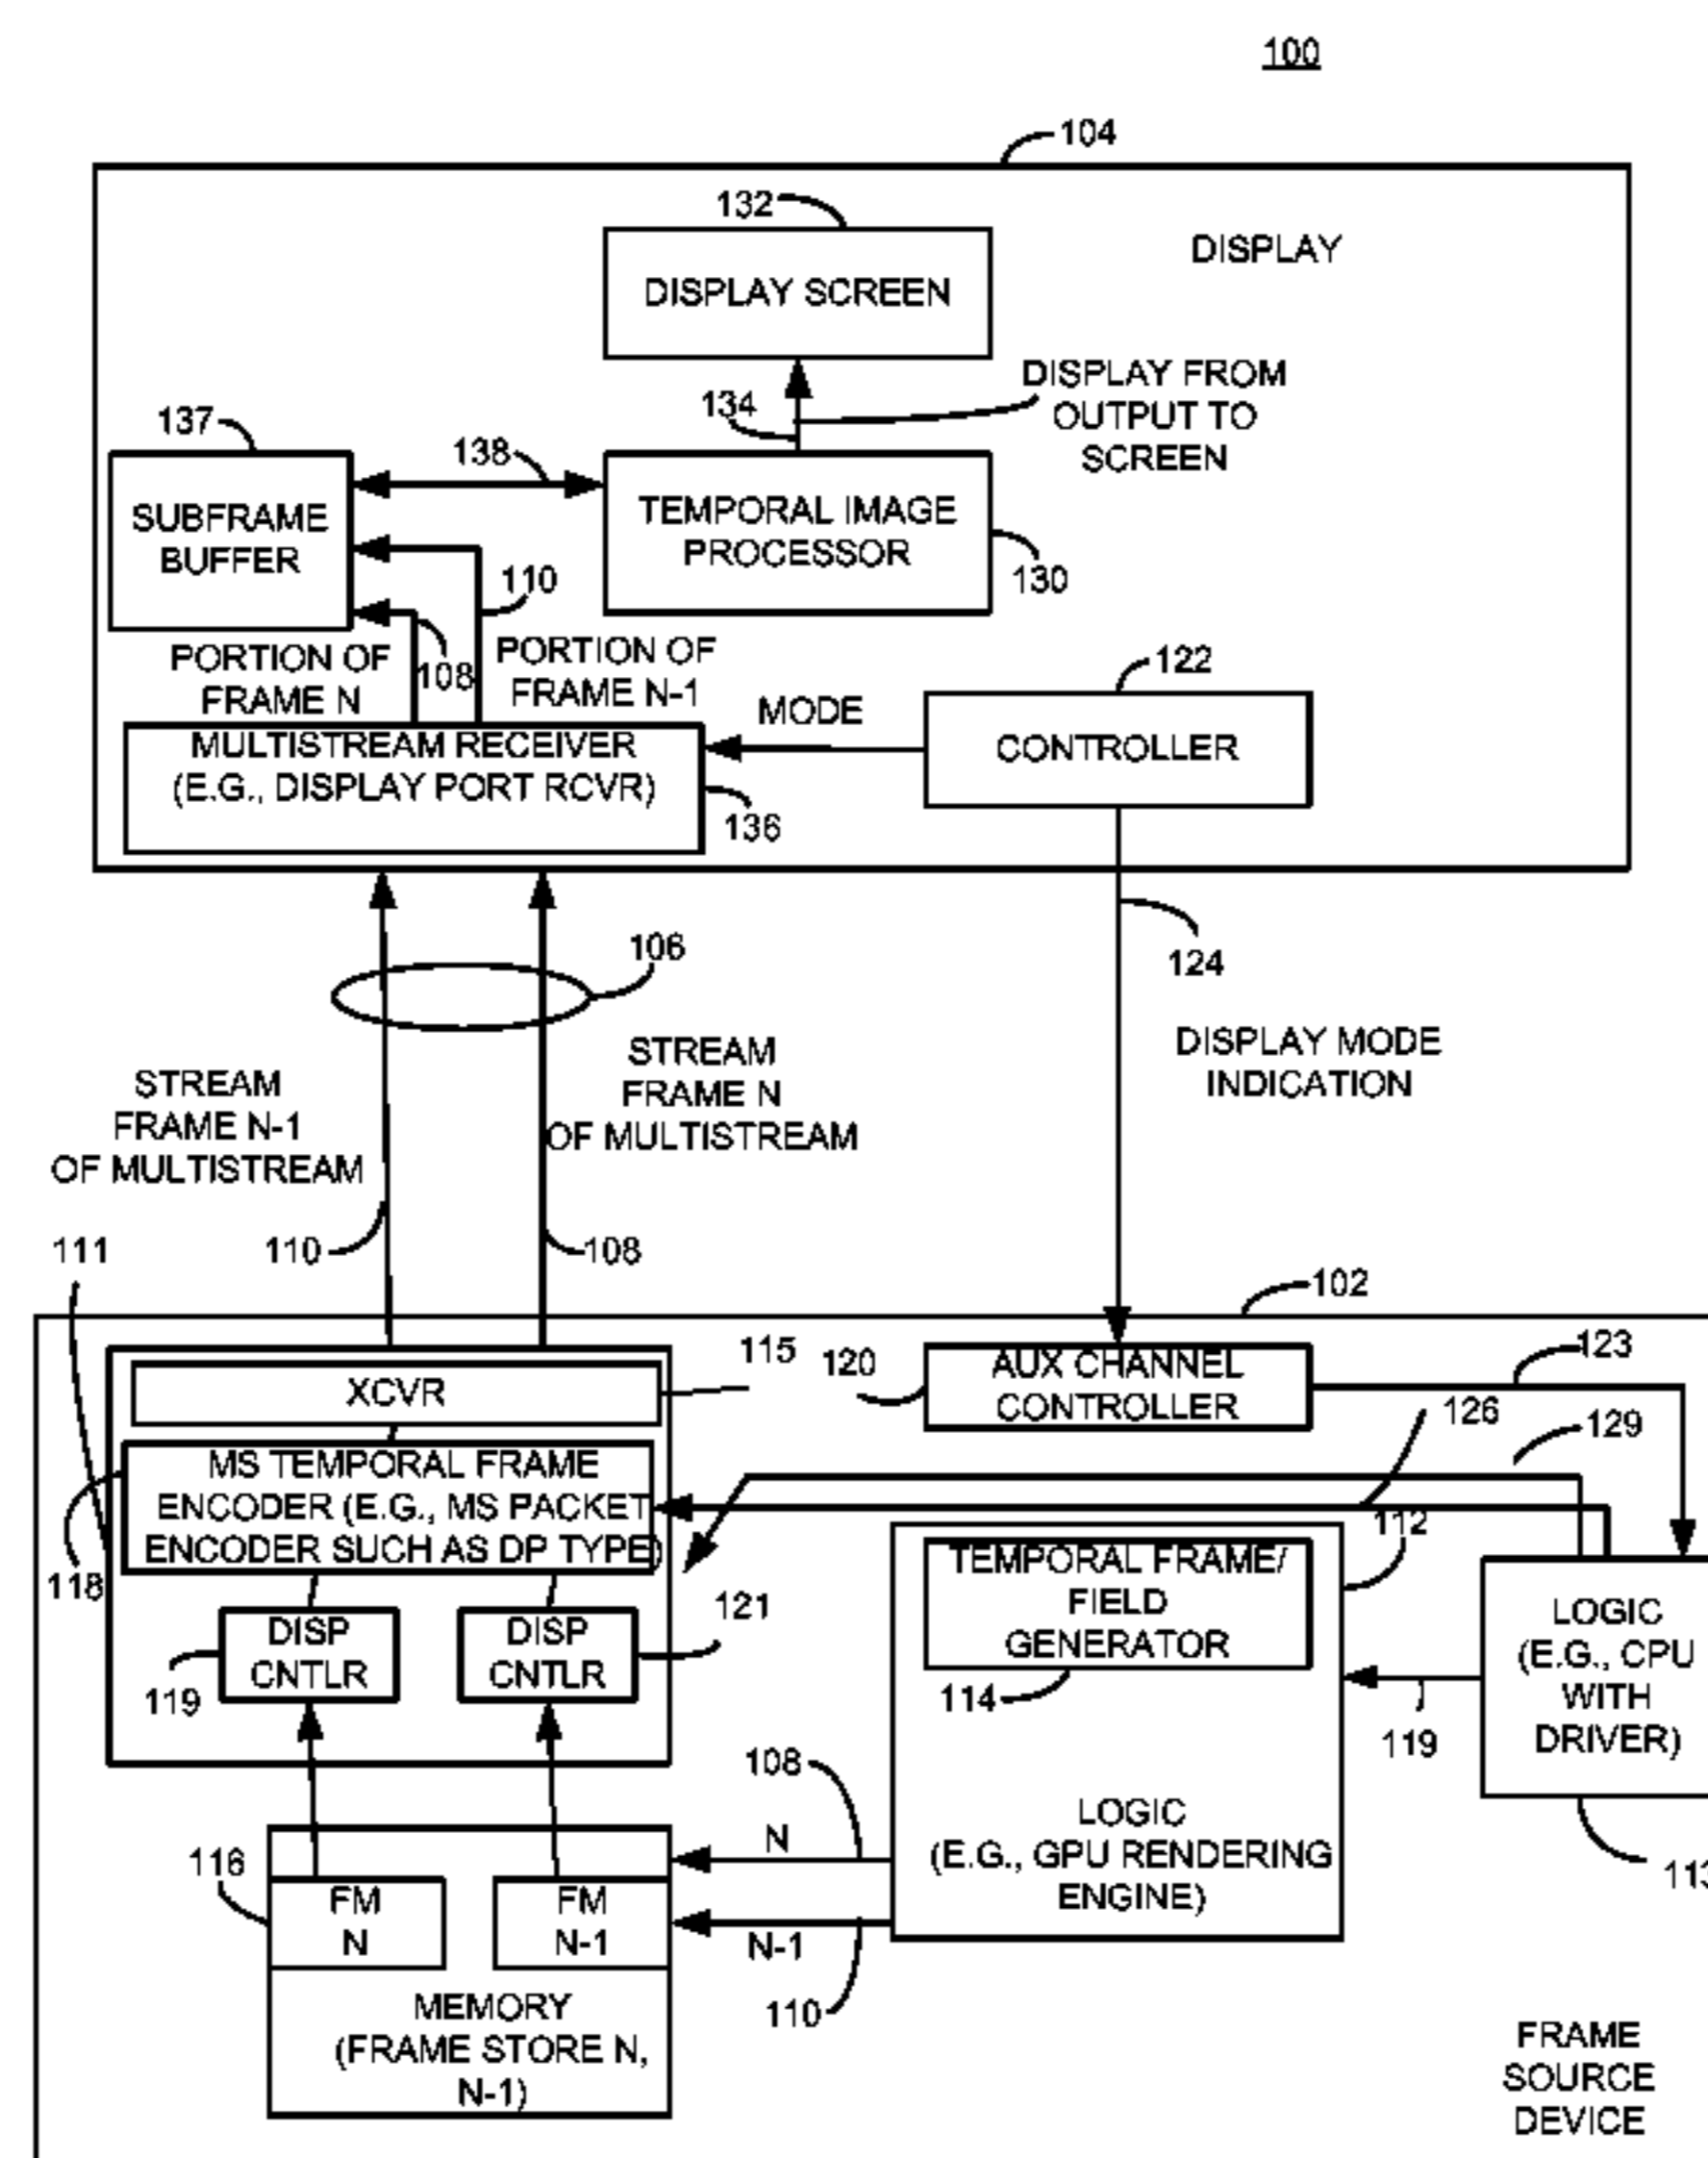 100
104
132
DISPLAY SCREEN
DISPLAY
134
DISPLAY FROM
OUTPUT TO
SCREEN
137
138
SUBFRAME
BUFFER
TEMPORAL IMAGE
PROCESSOR
130
110
108
PORTION OF
FRAME N
PORTION OF
FRAME N-1
122
MODE
CONTROLLER
MULTISTREAM RECEIVER
(E.G., DISPLAY PORT RCVR)
136
106
124
STREAM
FRAME N-1
OF MULTISTREAM
STREAM
FRAME N
OF MULTISTREAM
DISPLAY MODE
INDICATION
111
110
108
102
115
XCVR
120
AUX CHANNEL
CONTROLLER
123
126
129
MS TEMPORAL FRAME
ENCODER (E.G., MS PACKET
ENCODER SUCH AS DP TYPE)
118
112
TEMPORAL FRAME/
FIELD
GENERATOR
114
LOGIC
(E.G., CPU
WITH
DRIVER)
DISP
CNTLR
119
DISP
CNTLR
121
119
108
N
LOGIC
(E.G., GPU RENDERING
ENGINE)
113
116
FM
N
FM
N-1
N-1
110
MEMORY
(FRAME STORE N,
N-1)
FRAME
SOURCE
DEVICE